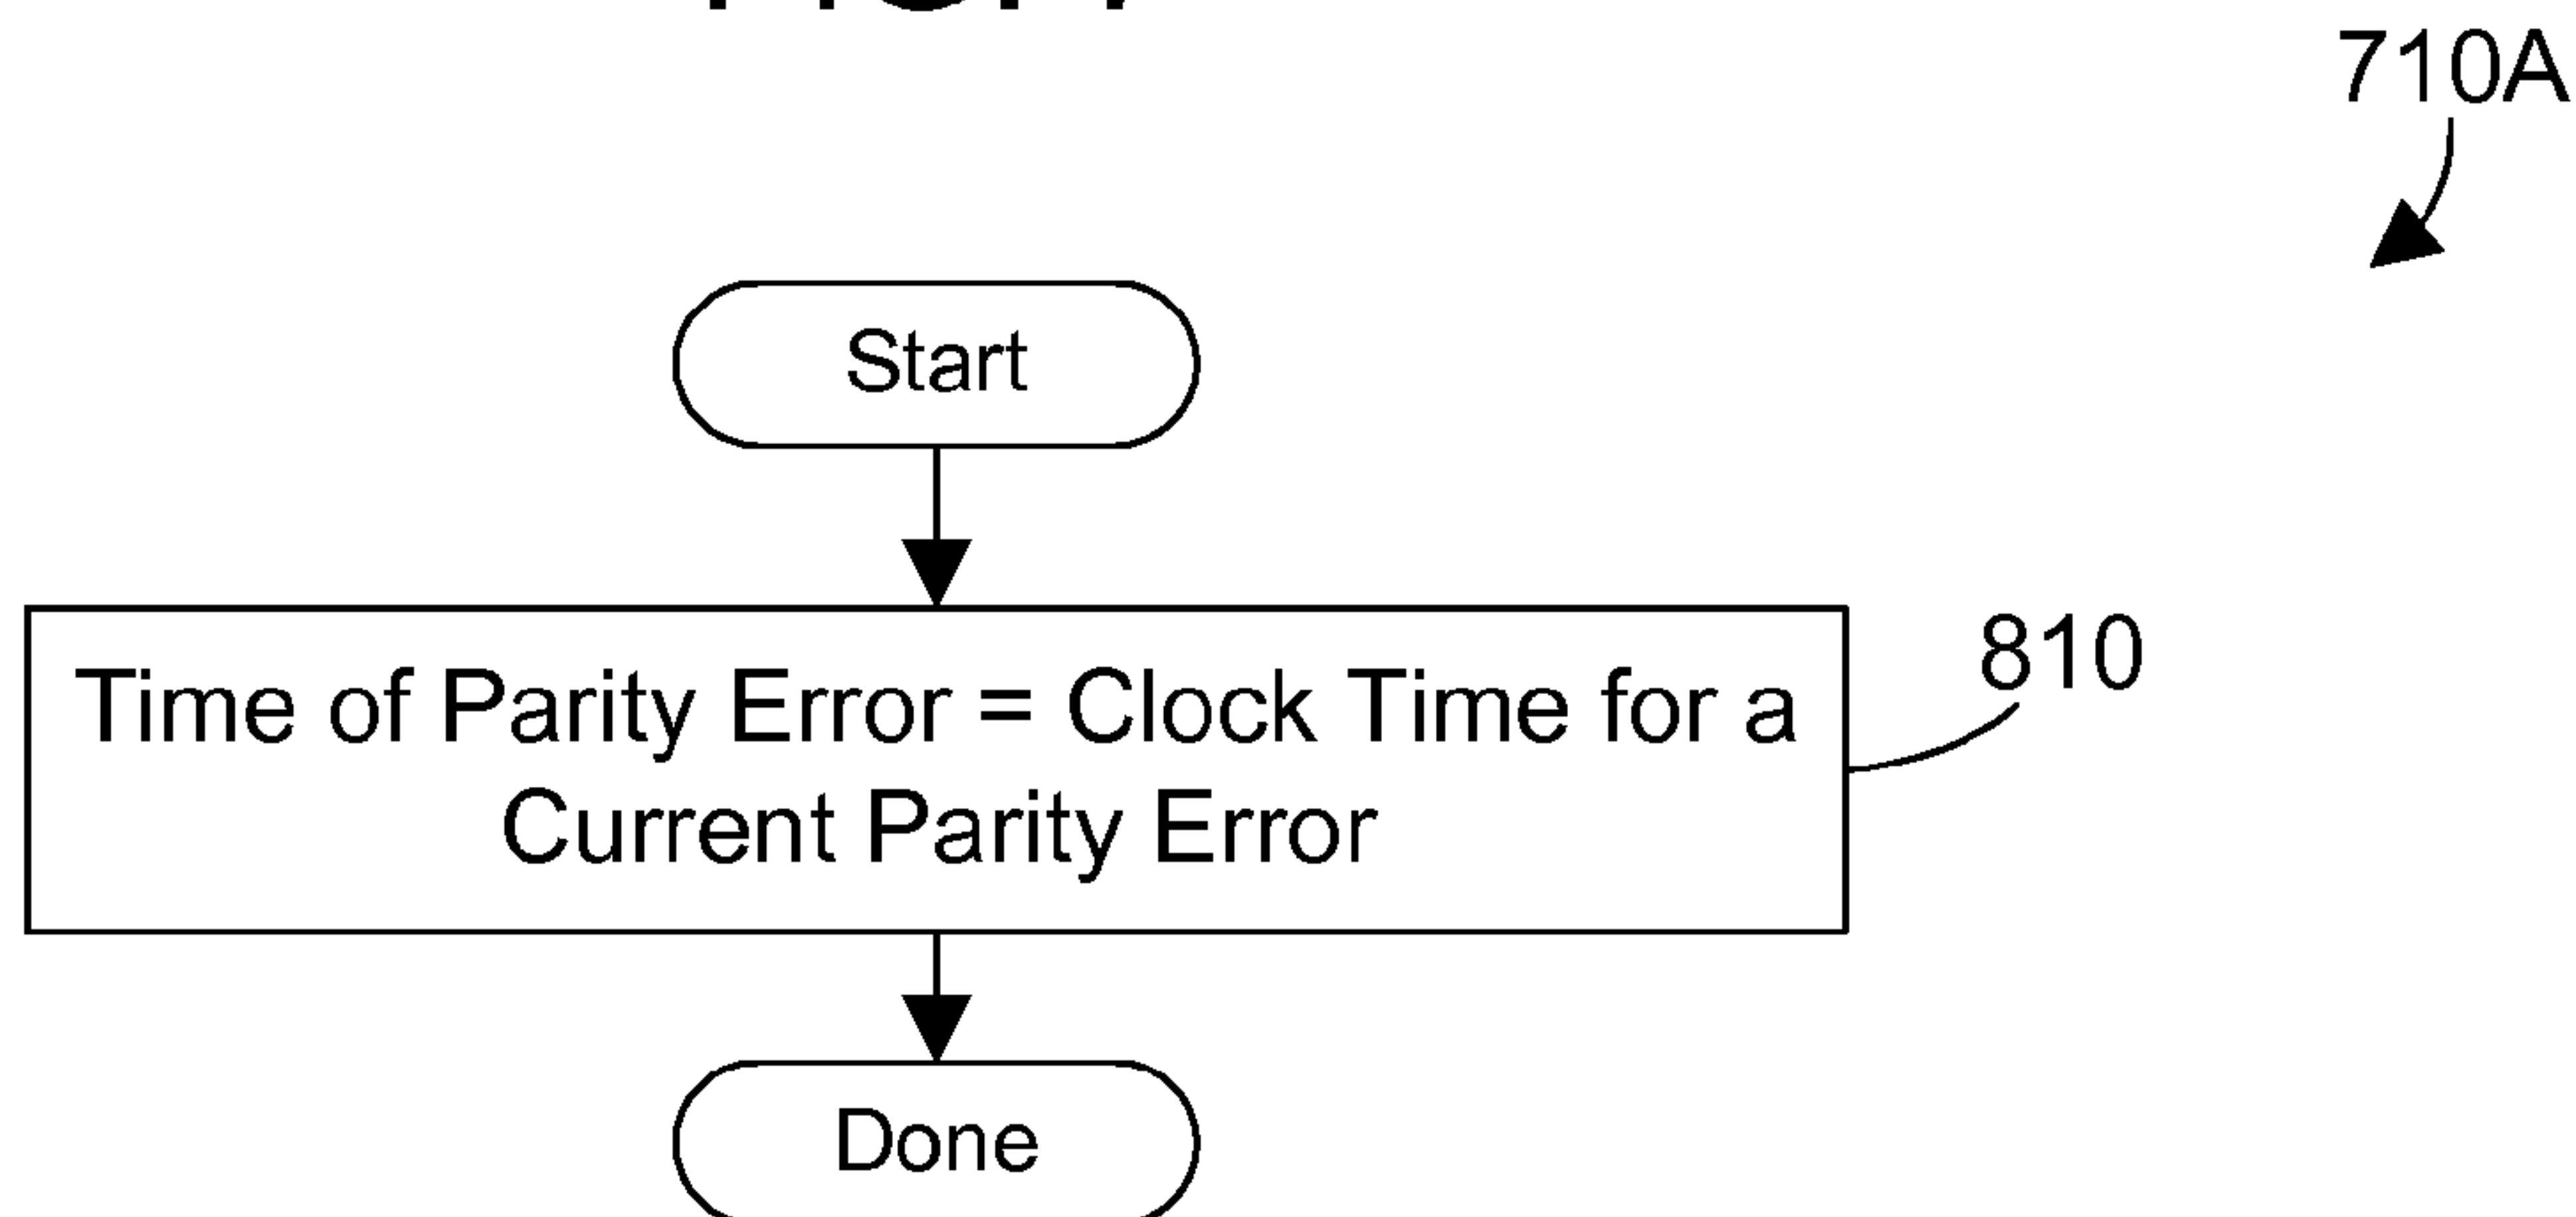 710A
Start
Time of Parity Error = Clock Time for a
Current Parity Error
810
Done